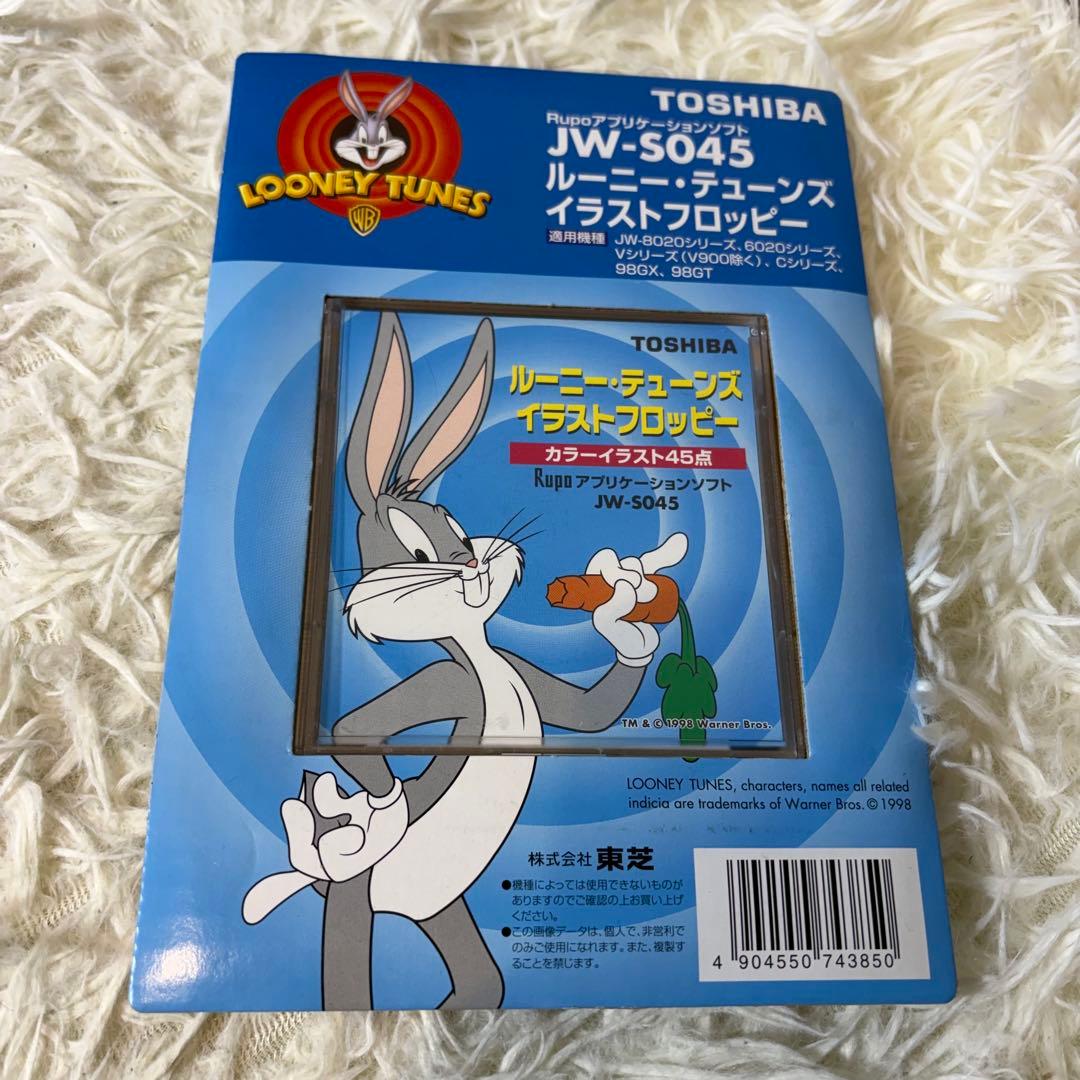 LOONEY TUNES
WB
TOSHIBA
Rupoアプリケーションソフト
JW-S045
ルーニー・テューンズ
イラストフロッピー
適用機種 JW-8020シリーズ、6020シリーズ、
Vシリーズ(V900除く)、Cシリーズ、
98GX、98GT
TOSHIBA
ルーニー・テューンズ
イラストフロッピー
カラーイラスト45点
Rupo アプリケーションソフト
JW-S045
TM & © 1998 Warner Bros.
LOONEY TUNES, characters, names all related
indicia are trademarks of Warner Bros. © 1998
株式会社 東芝
●機種によっては使用できないものが
ありますのでご確認の上お買い上げ
ください。
●この画像データは、個人で、非営利で
のみご使用になれます。また、複製す
ることを禁じます。
4 904550 743850